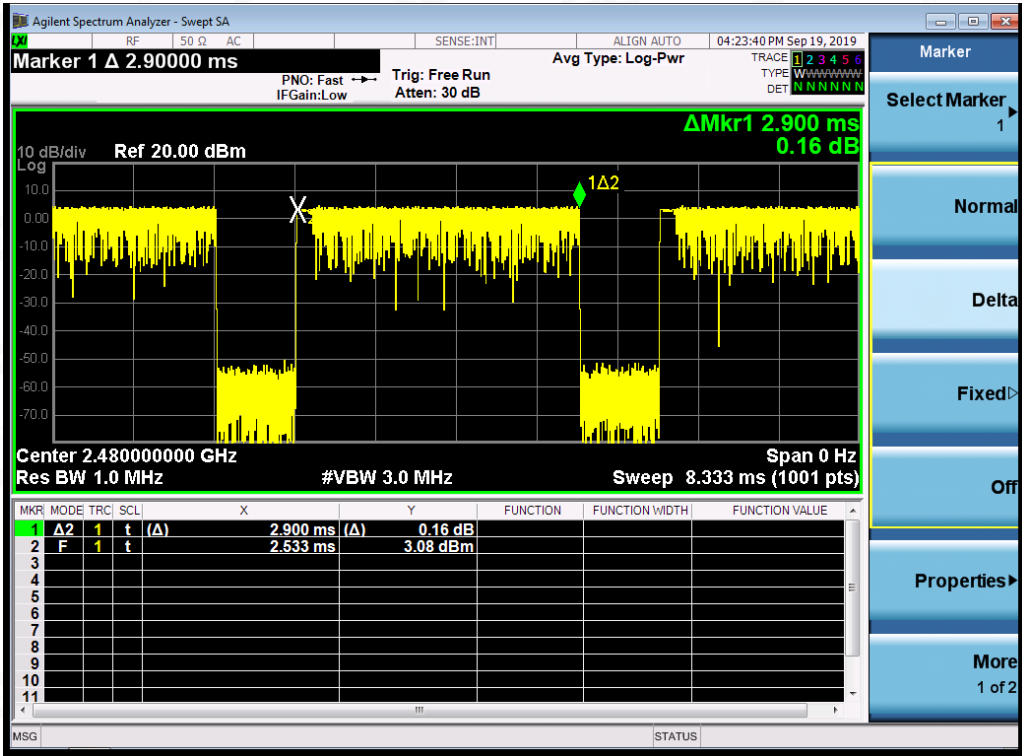 Agilent Spectrum Analyzer - Swept SA
LXI RF 50 Ω AC SENSE:INT ALIGN AUTO 04:23:40 PM Sep 19, 2019
Marker 1 Δ 2.90000 ms
PNO: Fast
IFGain:Low
Trig: Free Run
Atten: 30 dB
Avg Type: Log-Pwr
TRACE 1 2 3 4 5 6
TYPE WWWWWW
DET N N N N N N
ΔMkr1 2.900 ms
0.16 dB
10 dB/div Ref 20.00 dBm
Log
10.0
0.00
-10.0
-20.0
-30.0
-40.0
-50.0
-60.0
-70.0
1Δ2
2
Center 2.480000000 GHz Span 0 Hz
Res BW 1.0 MHz #VBW 3.0 MHz Sweep 8.333 ms (1001 pts)
MKR MODE TRC SCL X Y FUNCTION FUNCTION WIDTH FUNCTION VALUE
1 Δ2 1 t (Δ) 2.900 ms (Δ) 0.16 dB
2 F 1 t 2.533 ms 3.08 dBm
3
4
5
6
7
8
9
10
11
MSG STATUS
Marker
Select Marker
1
Normal
Delta
Fixed
Off
Properties
More
1 of 2